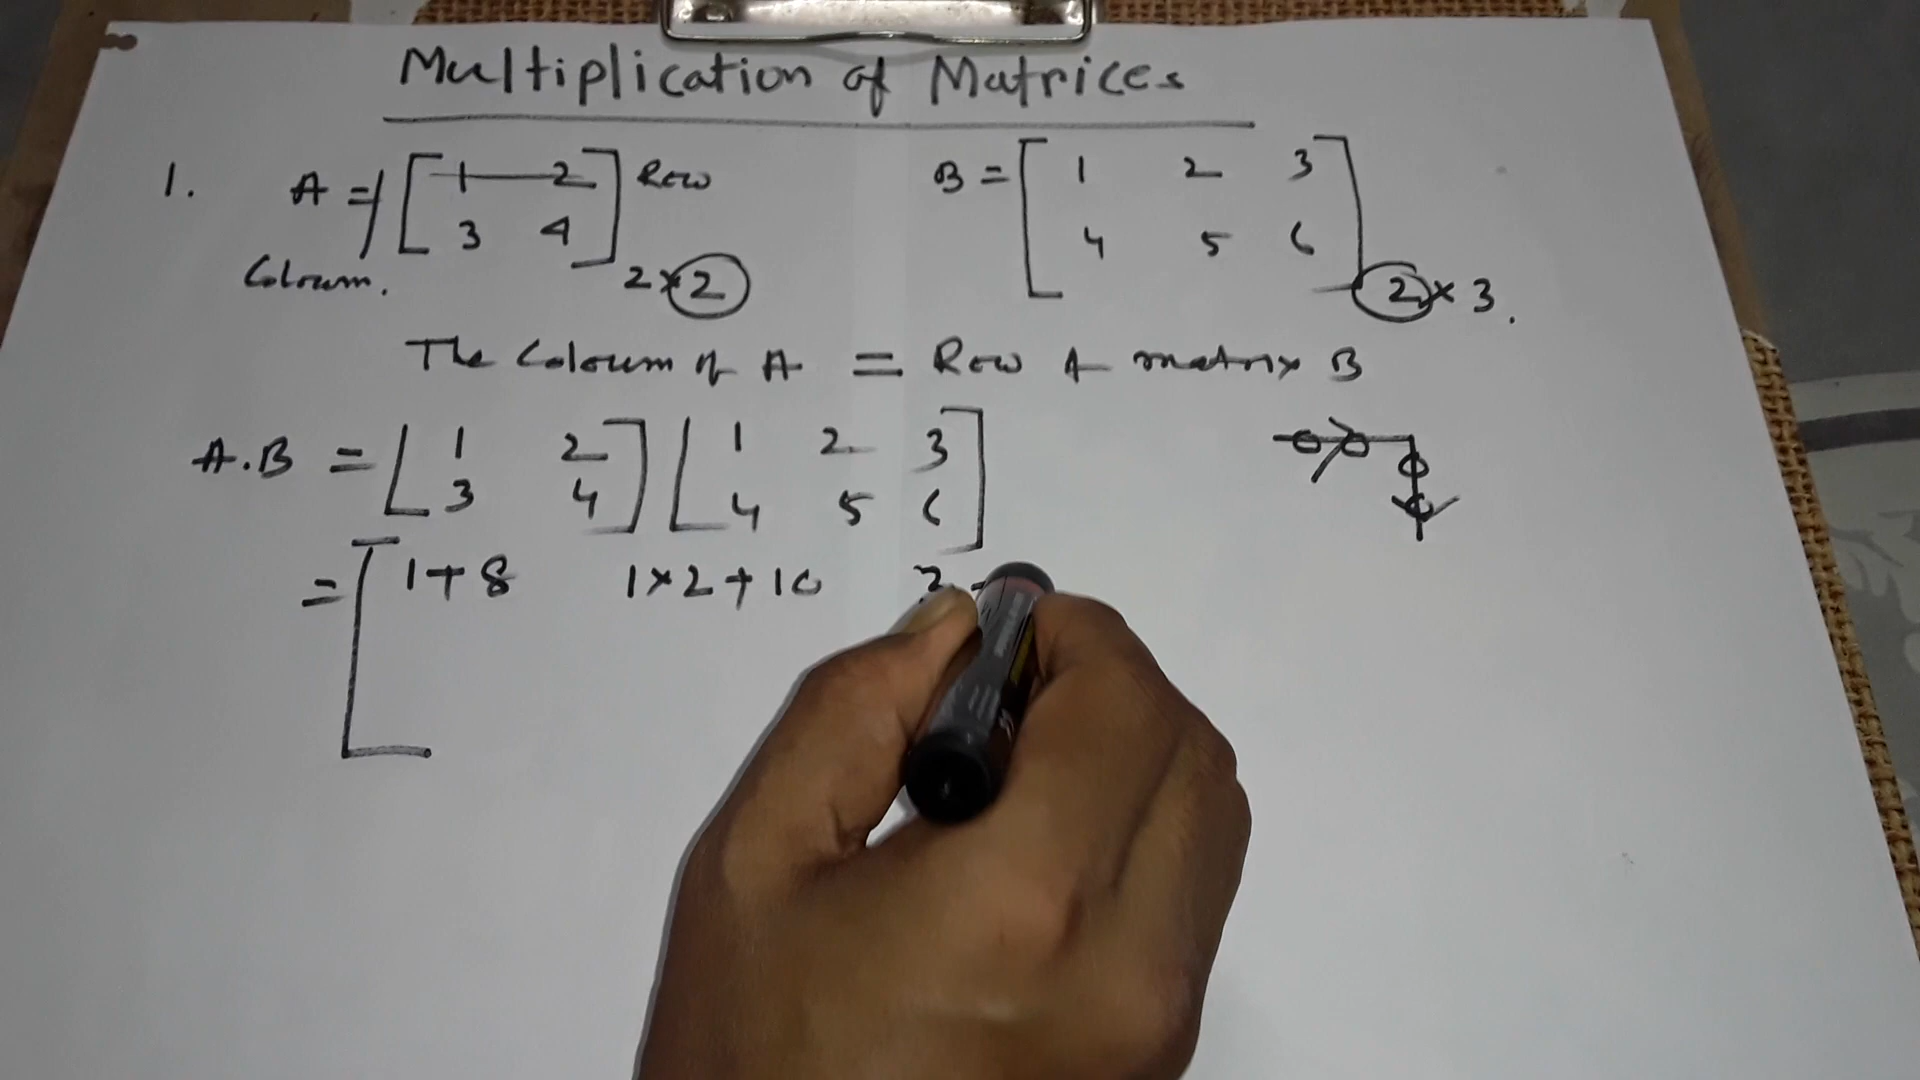 Multiplication of Matrices
1. A = [ 1 2 ] Row B = [ 1 2 3 ]
3 4 4 5 6
Coloum. 2×2 2×3.
The Coloum of A = Row A matrix B
A.B = [ 1 2 ] [ 1 2 3 ]
3 4 4 5 6
= [ 1+8 1×2+10 3